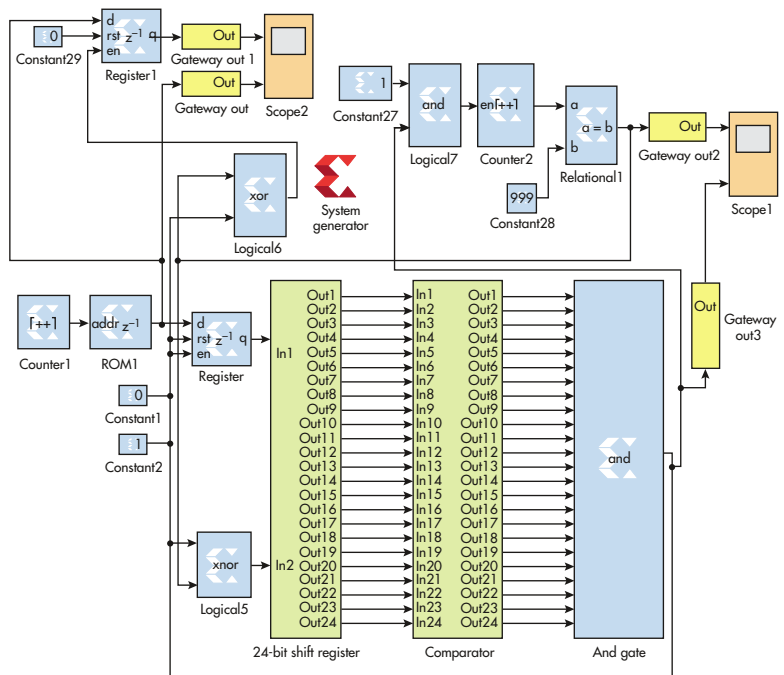 d
rst z⁻¹ q
en
Register1
0
Constant29
Out
Gateway out 1
Out
Gateway out
Scope2
1
Constant27
and
Logical7
en[++]
Counter2
a
a = b
b
Relational1
999
Constant28
Out
Gateway out2
Scope1
xor
Logical6
System
generator
Out
Gateway
out3
[++]
Counter1
addr z⁻¹
ROM1
d
rst z⁻¹ q
en
Register
0
Constant1
1
Constant2
xnor
Logical5
In1
In2
Out1
Out2
Out3
Out4
Out5
Out6
Out7
Out8
Out9
Out10
Out11
Out12
Out13
Out14
Out15
Out16
Out17
Out18
Out19
Out20
Out21
Out22
Out23
Out24
24-bit shift register
In1
In2
In3
In4
In5
In6
In7
In8
In9
In10
In11
In12
In13
In14
In15
In16
In17
In18
In19
In20
In21
In22
In23
In24
Out1
Out2
Out3
Out4
Out5
Out6
Out7
Out8
Out9
Out10
Out11
Out12
Out13
Out14
Out15
Out16
Out17
Out18
Out19
Out20
Out21
Out22
Out23
Out24
Comparator
and
And gate